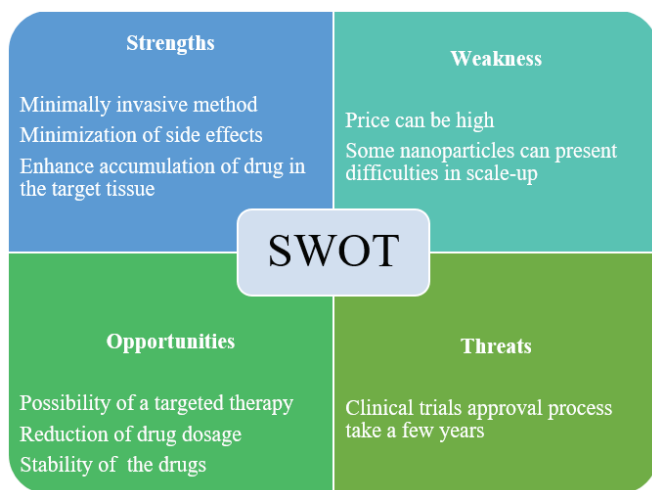 Strengths
Minimally invasive method
Minimization of side effects
Enhance accumulation of drug in
the target tissue
Weakness
Price can be high
Some nanoparticles can present
difficulties in scale-up
SWOT
Opportunities
Possibility of a targeted therapy
Reduction of drug dosage
Stability of the drugs
Threats
Clinical trials approval process
take a few years